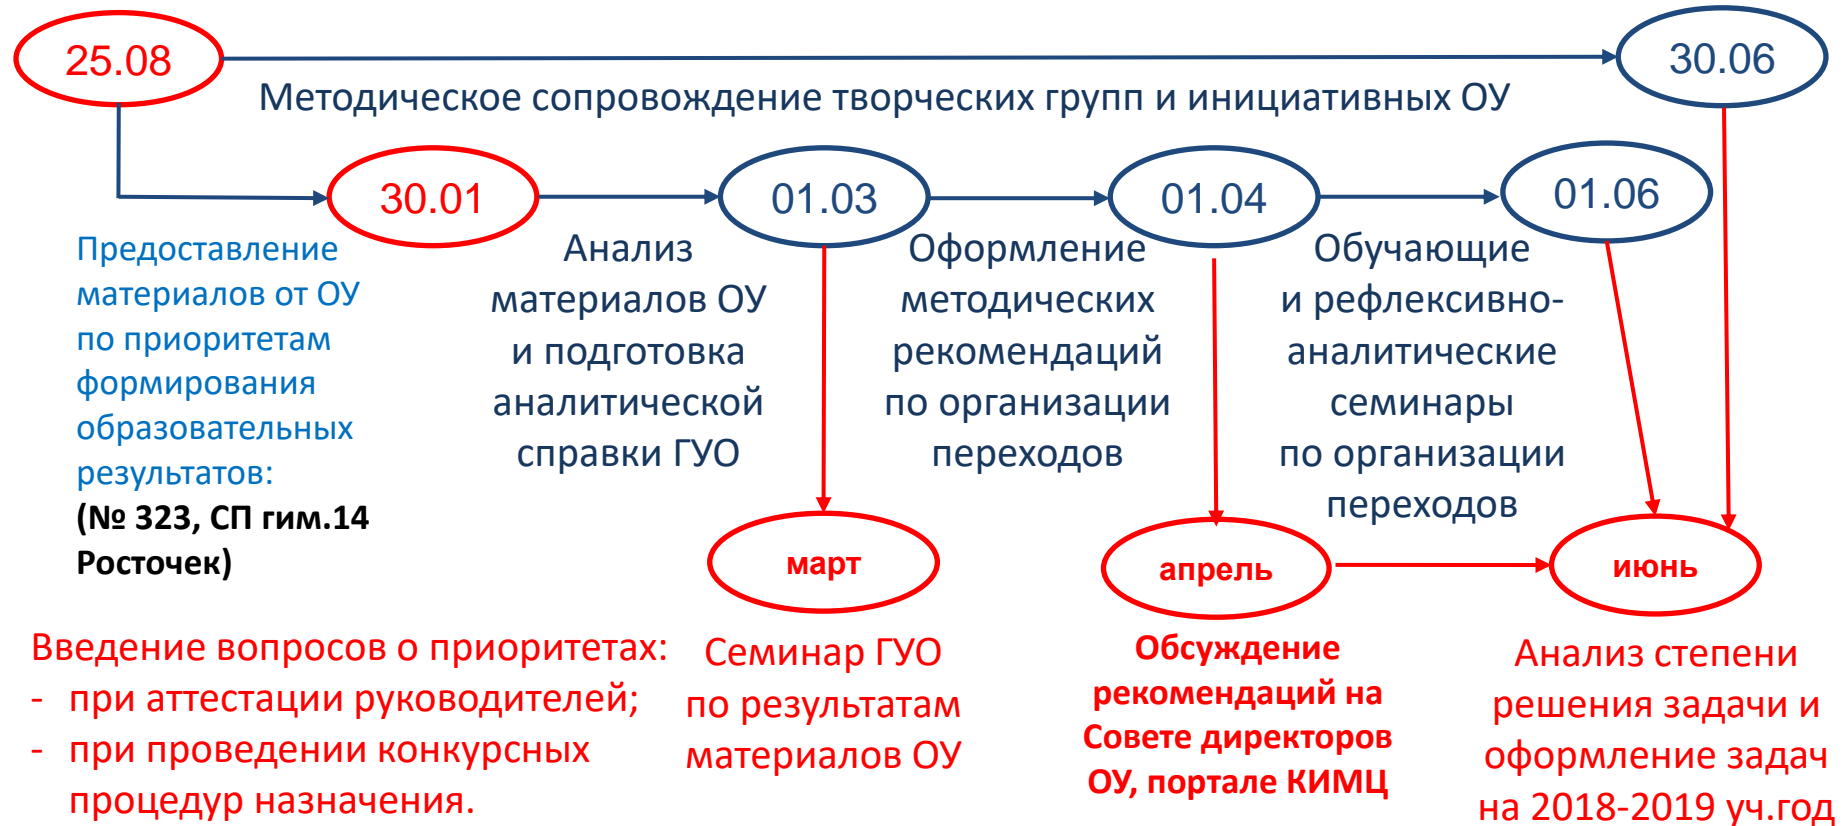 25.08
30.06
Методическое сопровождение творческих групп и инициативных ОУ
30.01
01.03
01.04
01.06
Предоставление
материалов от ОУ
по приоритетам
формирования
образовательных
результатов:
(№ 323, СП гим.14
Росточек)
Анализ
материалов ОУ
и подготовка
аналитической
справки ГУО
Оформление
методических
рекомендаций
по организации
переходов
Обучающие
и рефлексивно-
аналитические
семинары
по организации
переходов
март
апрель
июнь
Введение вопросов о приоритетах:
- при аттестации руководителей;
- при проведении конкурсных
процедур назначения.
Семинар ГУО
по результатам
материалов ОУ
Обсуждение
рекомендаций на
Совете директоров
ОУ, портале КИМЦ
Анализ степени
решения задачи и
оформление задач
на 2018-2019 уч.год